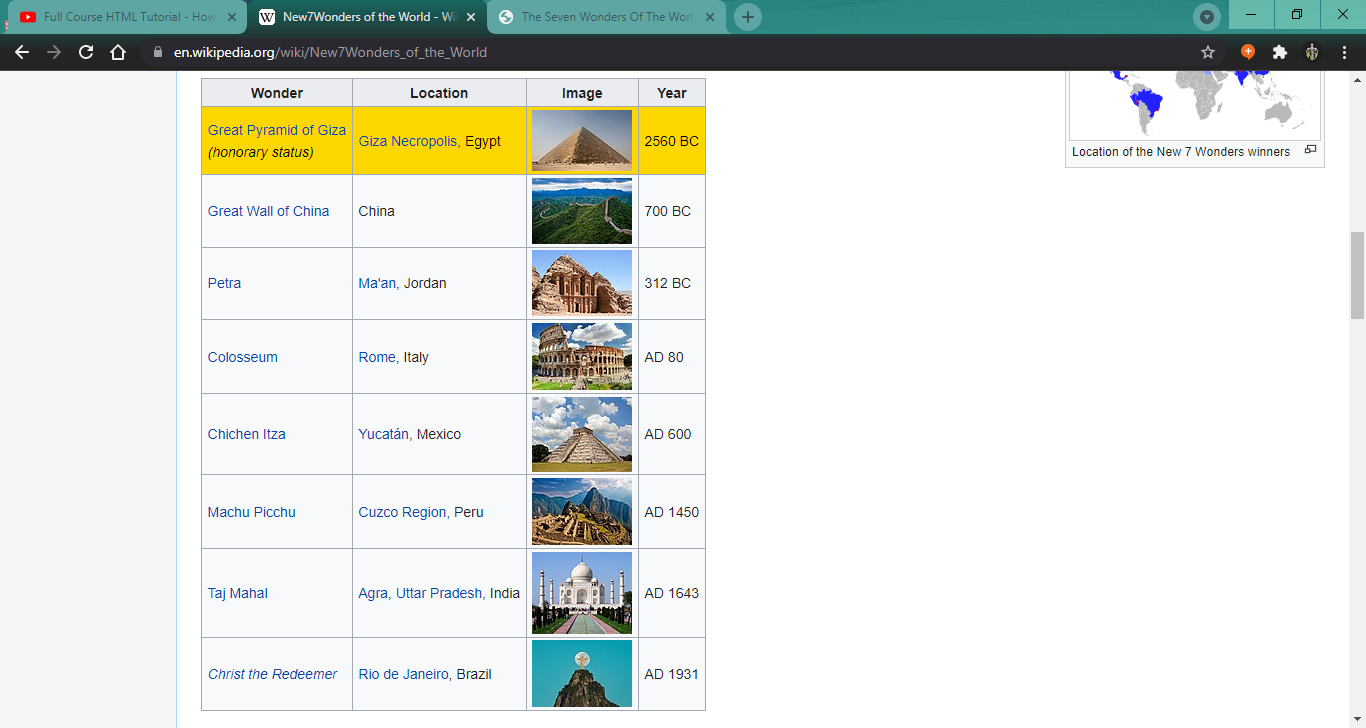 Full Course HTML Tutorial - How
New7Wonders of the World - Wi
The Seven Wonders Of The Worl
en.wikipedia.org/wiki/New7Wonders_of_the_World
Wonder Location Image Year
Great Pyramid of Giza
(honorary status) Giza Necropolis, Egypt 2560 BC
Great Wall of China China 700 BC
Petra Ma'an, Jordan 312 BC
Colosseum Rome, Italy AD 80
Chichen Itza Yucatán, Mexico AD 600
Machu Picchu Cuzco Region, Peru AD 1450
Taj Mahal Agra, Uttar Pradesh, India AD 1643
Christ the Redeemer Rio de Janeiro, Brazil AD 1931
Location of the New 7 Wonders winners